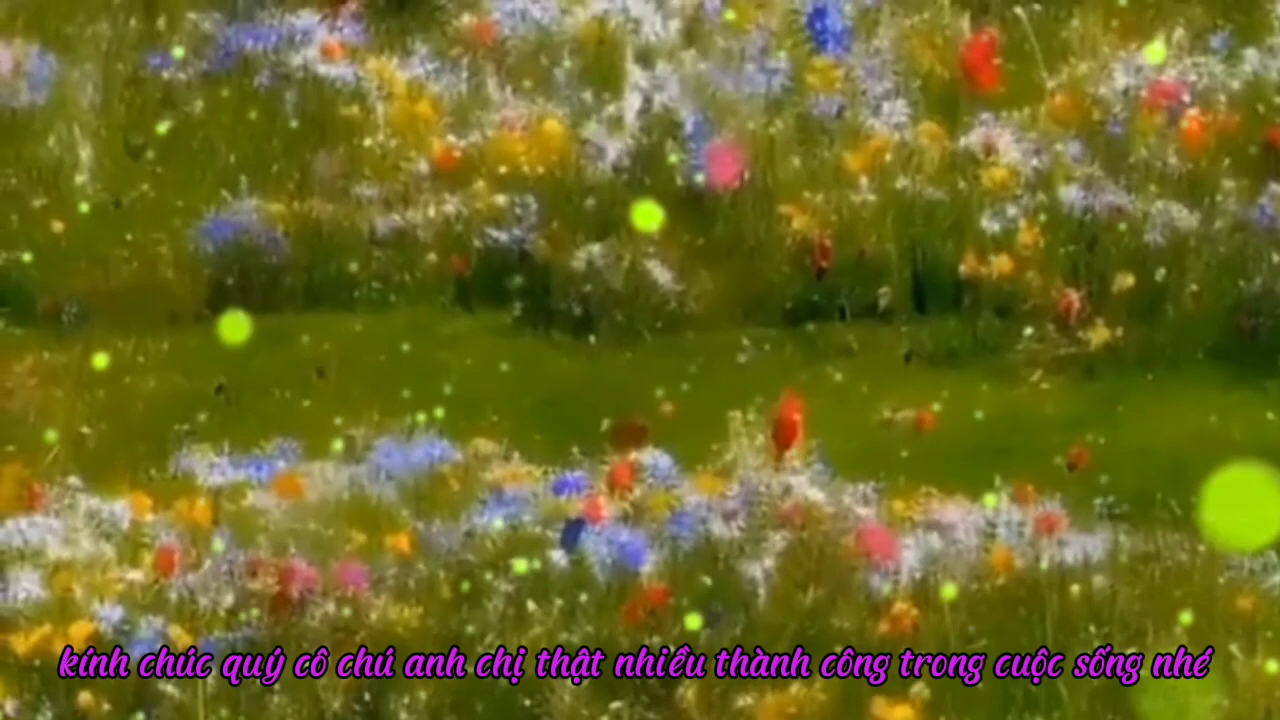 kính chúc quý cô chú anh chị thật nhiều thành công trong cuộc sống nhé